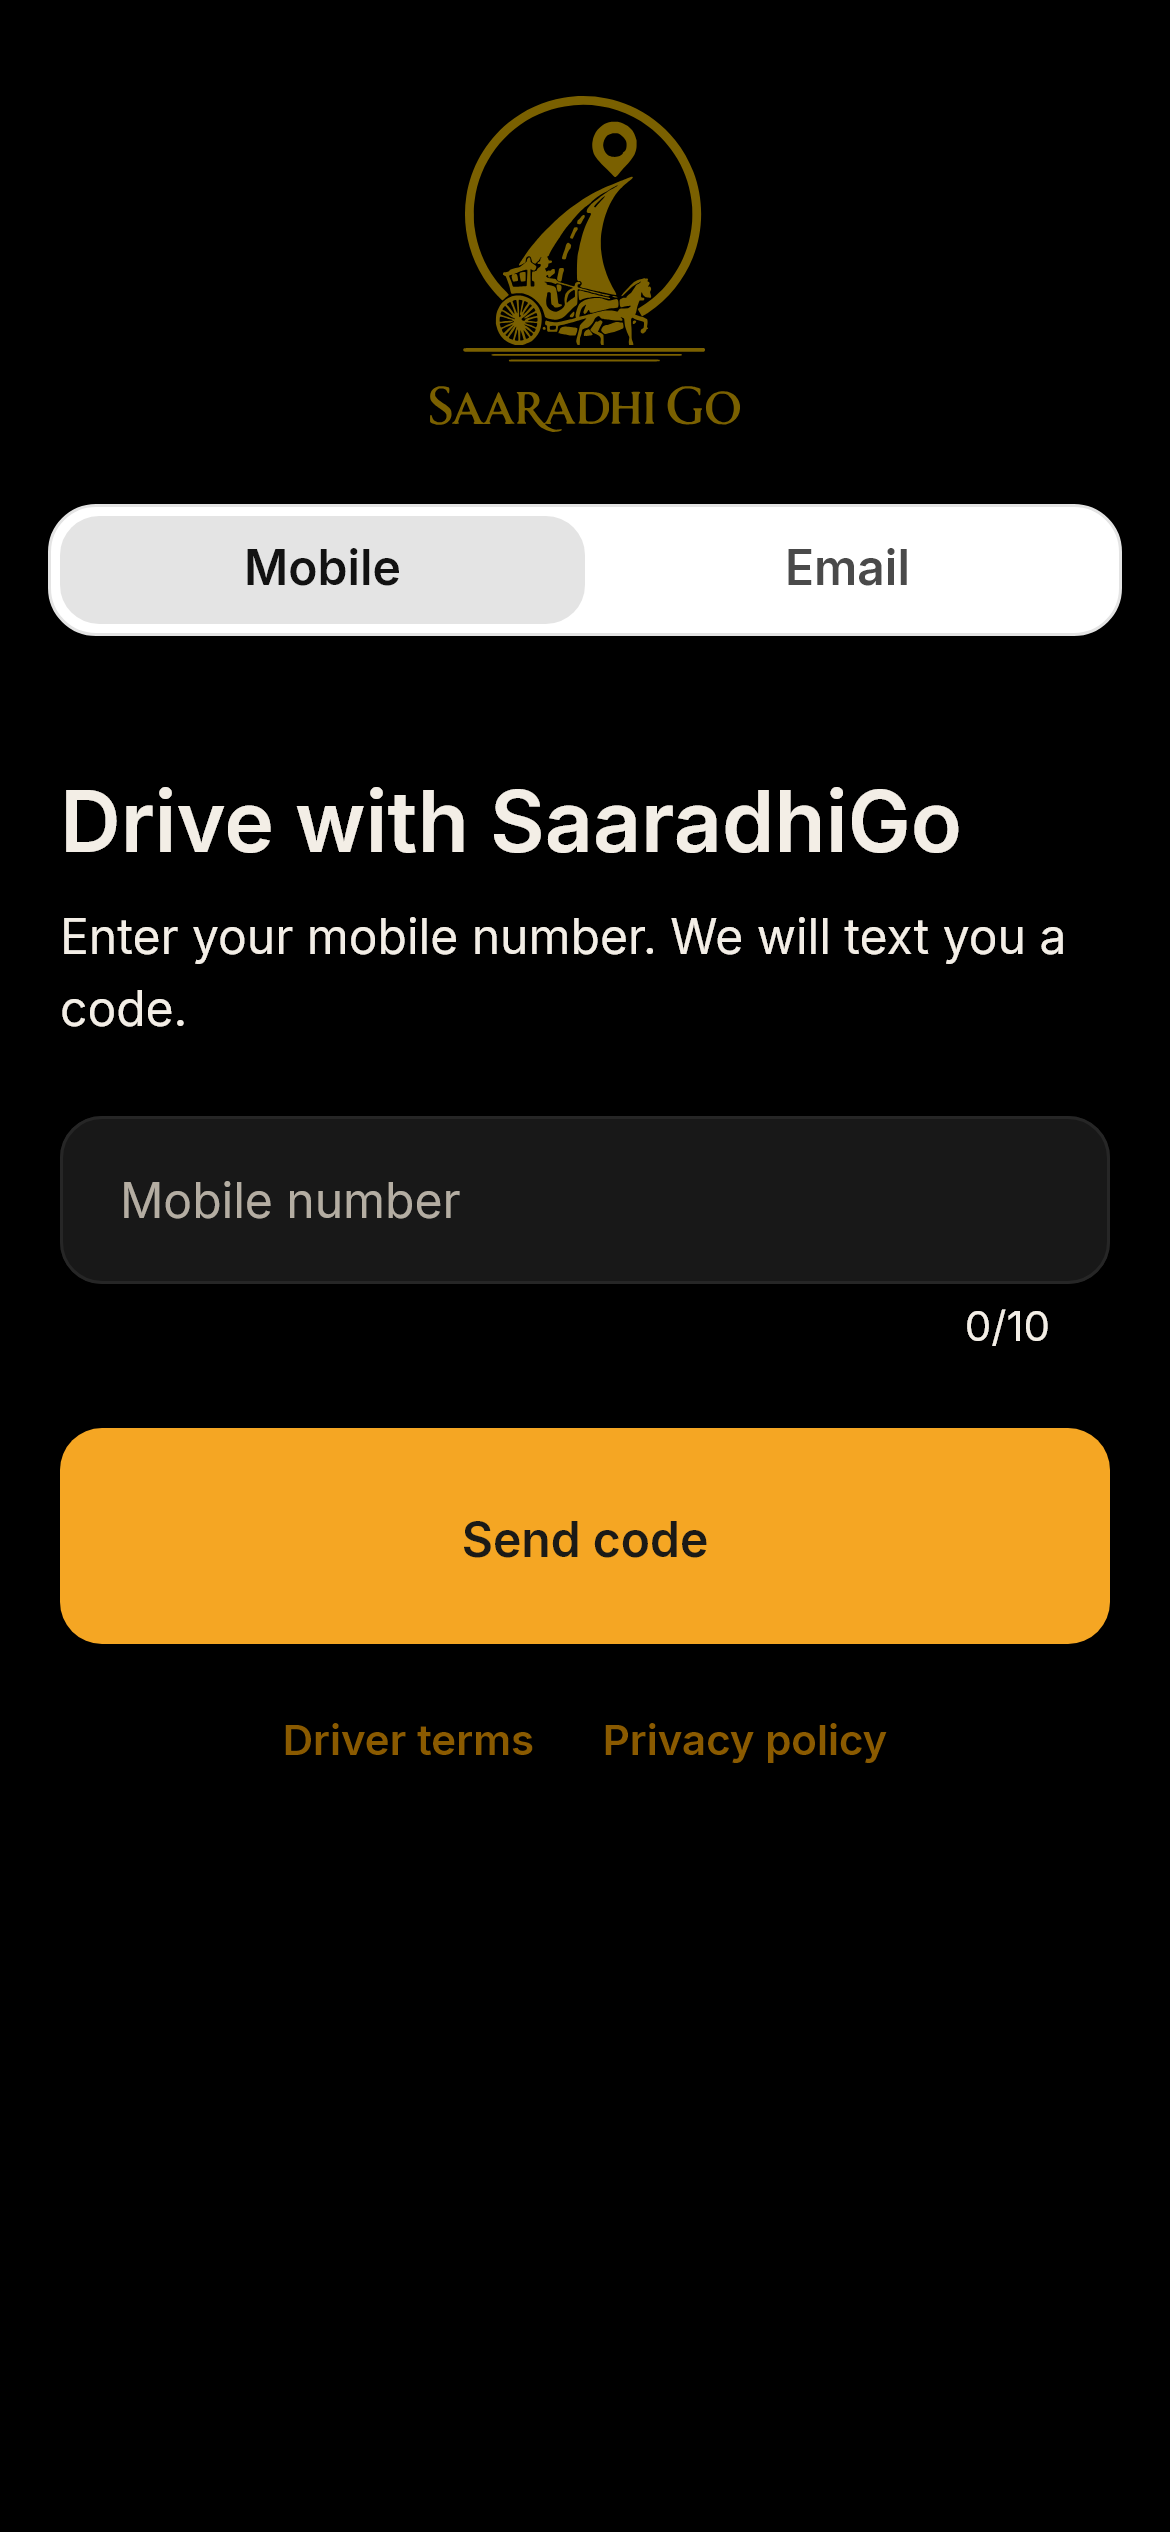 SAARADHI GO
Mobile
Email
Drive with SaaradhiGo
Enter your mobile number. We will text you a
code.
Mobile number
0/10
Send code
Driver terms
Privacy policy